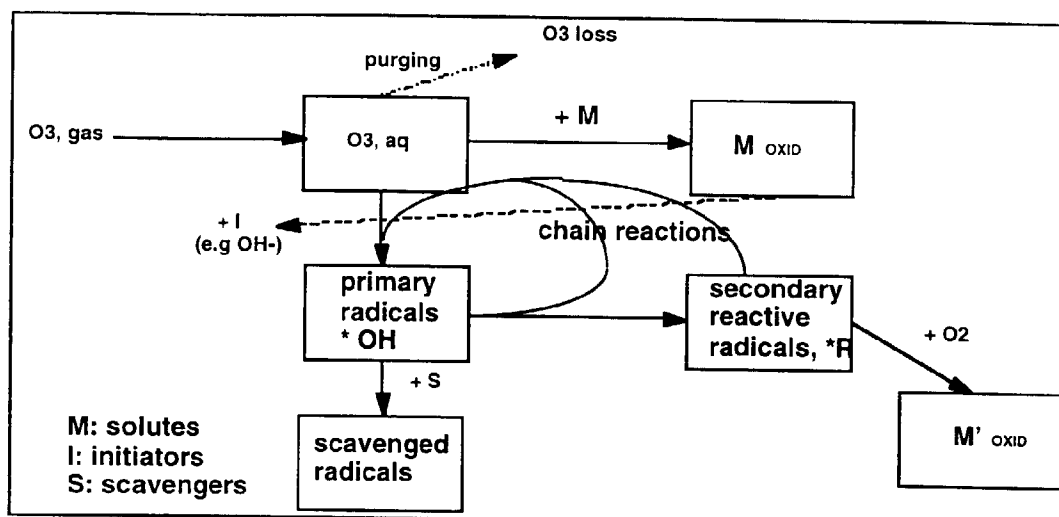 O3 loss
purging
O3, gas
O3, aq
+ M
M OXID
+ I
(e.g OH-)
chain reactions
primary
radicals
* OH
secondary
reactive
radicals, *R
+ O2
+ S
M: solutes
I: initiators
S: scavengers
scavenged
radicals
M' OXID